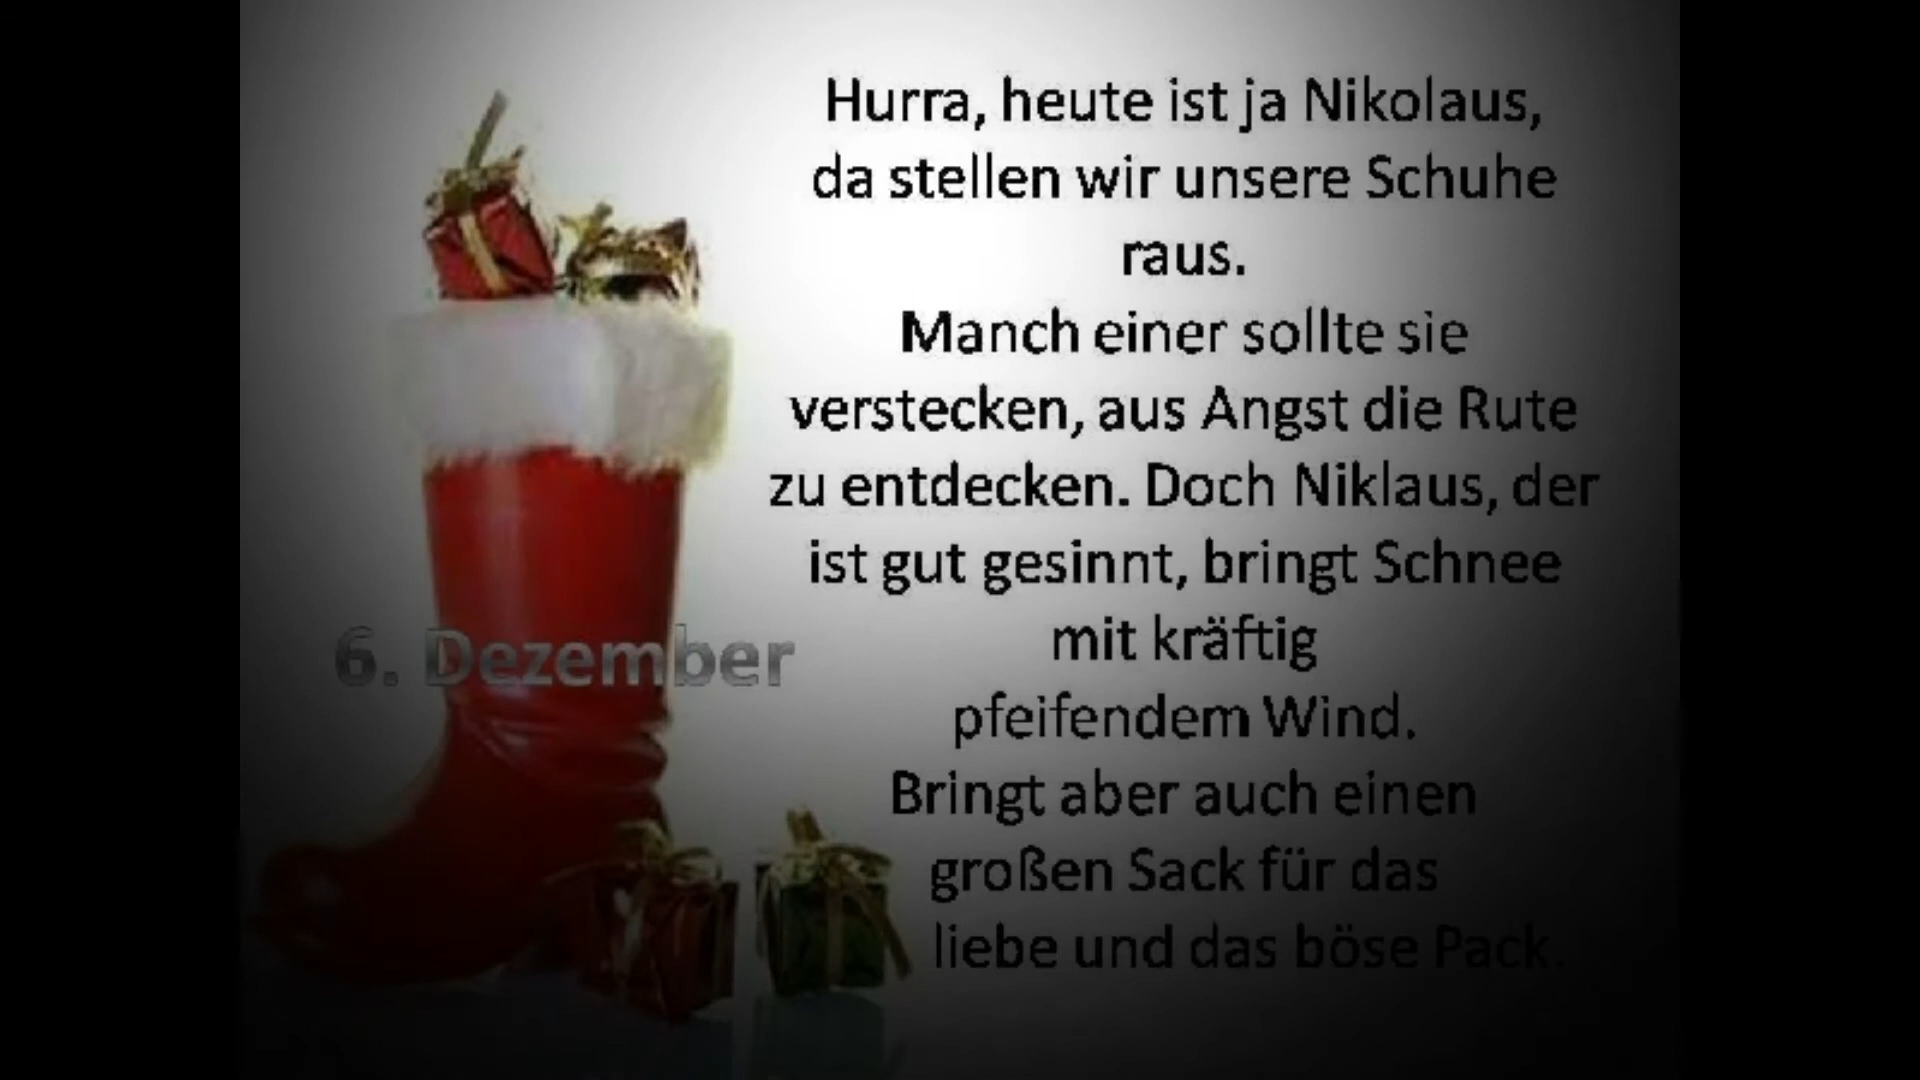 Hurra, heute ist ja Nikolaus,
da stellen wir unsere Schuhe
raus.
Manch einer sollte sie
verstecken, aus Angst die Rute
zu entdecken. Doch Niklaus, der
ist gut gesinnt, bringt Schnee
mit kräftig
pfeifendem Wind.
Bringt aber auch einen
großen Sack für das
liebe und das böse Pack.
6. Dezember